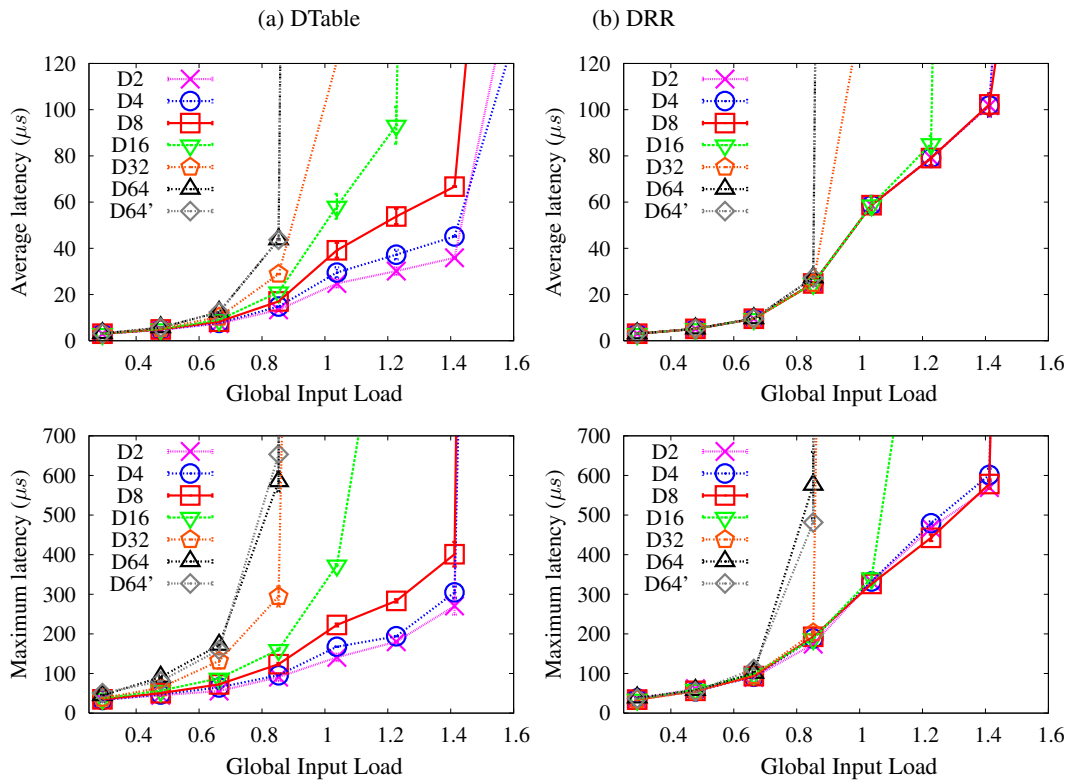 (a) DTable
(b) DRR
120
100
80
60
40
20
0
Average latency (μs)
D2
D4
D8
D16
D32
D64
D64'
0.4 0.6 0.8 1 1.2 1.4 1.6
Global Input Load
120
100
80
60
40
20
0
Average latency (μs)
D2
D4
D8
D16
D32
D64
D64'
0.4 0.6 0.8 1 1.2 1.4 1.6
Global Input Load
700
600
500
400
300
200
100
0
Maximum latency (μs)
D2
D4
D8
D16
D32
D64
D64'
0.4 0.6 0.8 1 1.2 1.4 1.6
Global Input Load
700
600
500
400
300
200
100
0
Maximum latency (μs)
D2
D4
D8
D16
D32
D64
D64'
0.4 0.6 0.8 1 1.2 1.4 1.6
Global Input Load